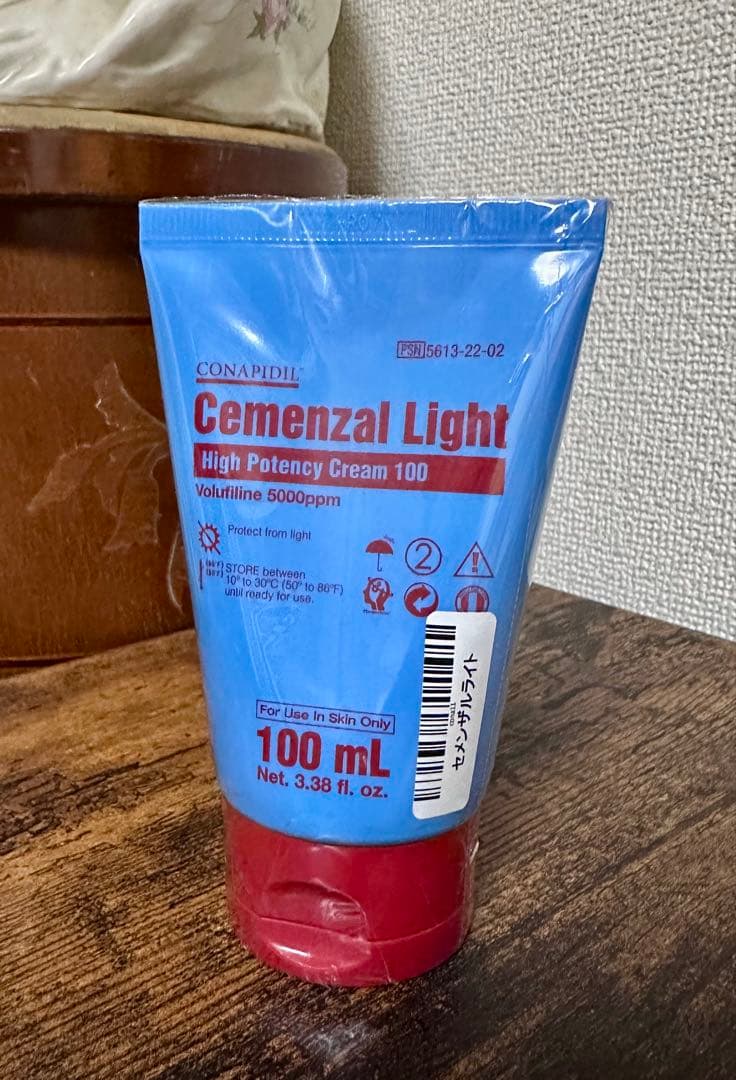 PSN 5613-22-02
CONAPIDIL™
Cemenzal Light
High Potency Cream 100
Volufiline 5000ppm
Protect from light
STORE between
10° to 30°C (50° to 86°F)
until ready for use.
2
For Use In Skin Only
100 mL
Net. 3.38 fl. oz.
セメンザルライト